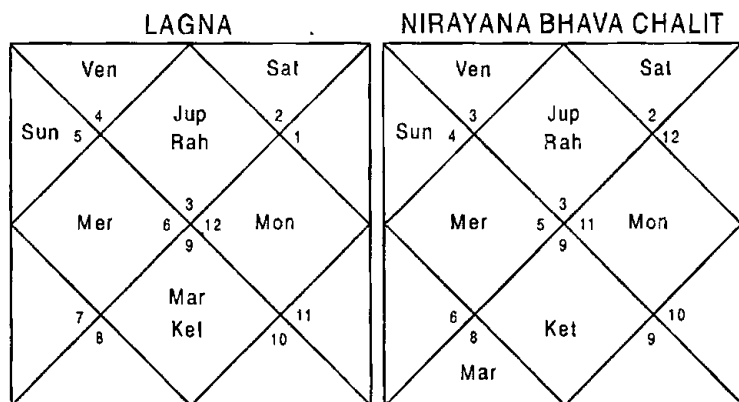 LAGNA
Ven
Sat
Sun
5
4
Jup
Rah
2
1
Mer
3
6
12
9
Mon
7
8
Mar
Ket
11
10
NIRAYANA BHAVA CHALIT
Ven
Sat
Sun
4
3
Jup
Rah
2
12
Mer
3
5
11
9
Mon
6
8
Mar
Ket
10
9